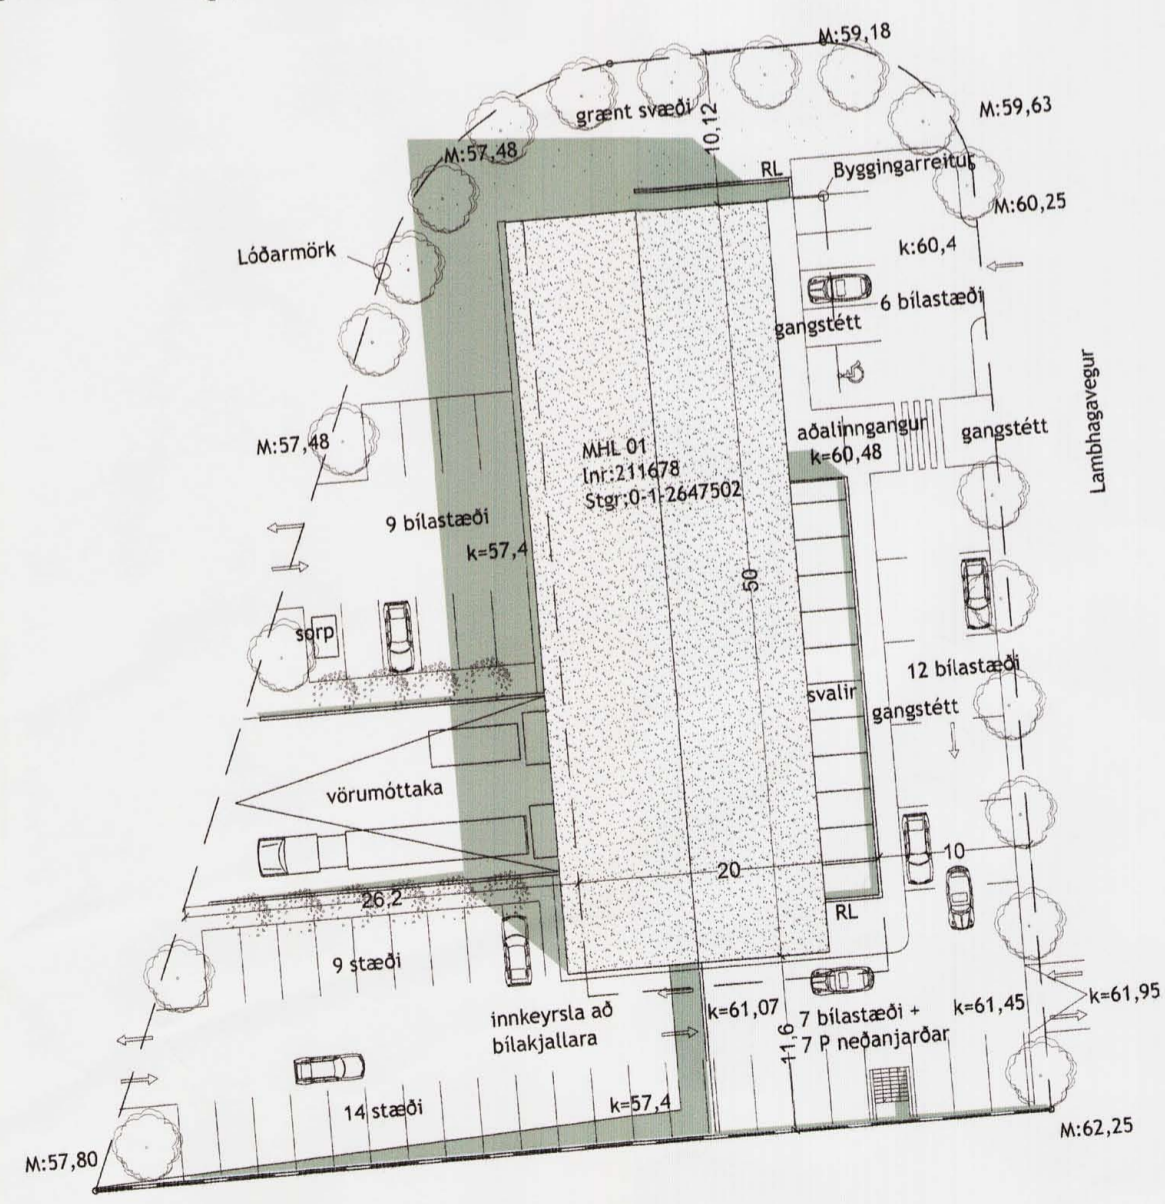 M:59,18
grænt svæði
10,12
M:59,63
M:57,48
RL
Byggingarreitur
M:60,25
Lóðarmörk
k:60,4
6 bílastæði
gangstétt
Lambhagavegur
M:57,48
MHL 01
lnr:211678
Stgr;0-1-2647502
aðalinngangur
k=60,48
gangstétt
9 bílastæði
k=57,4
50
sorp
12 bílastæði
svalir
gangstétt
vörumóttaka
20
10
26,2
RL
9 stæði
innkeyrsla að
bílakjallara
k=61,07
7 bílastæði +
7 P neðanjarðar
k=61,45
k=61,95
11,6
14 stæði
k=57,4
M:57,80
M:62,25